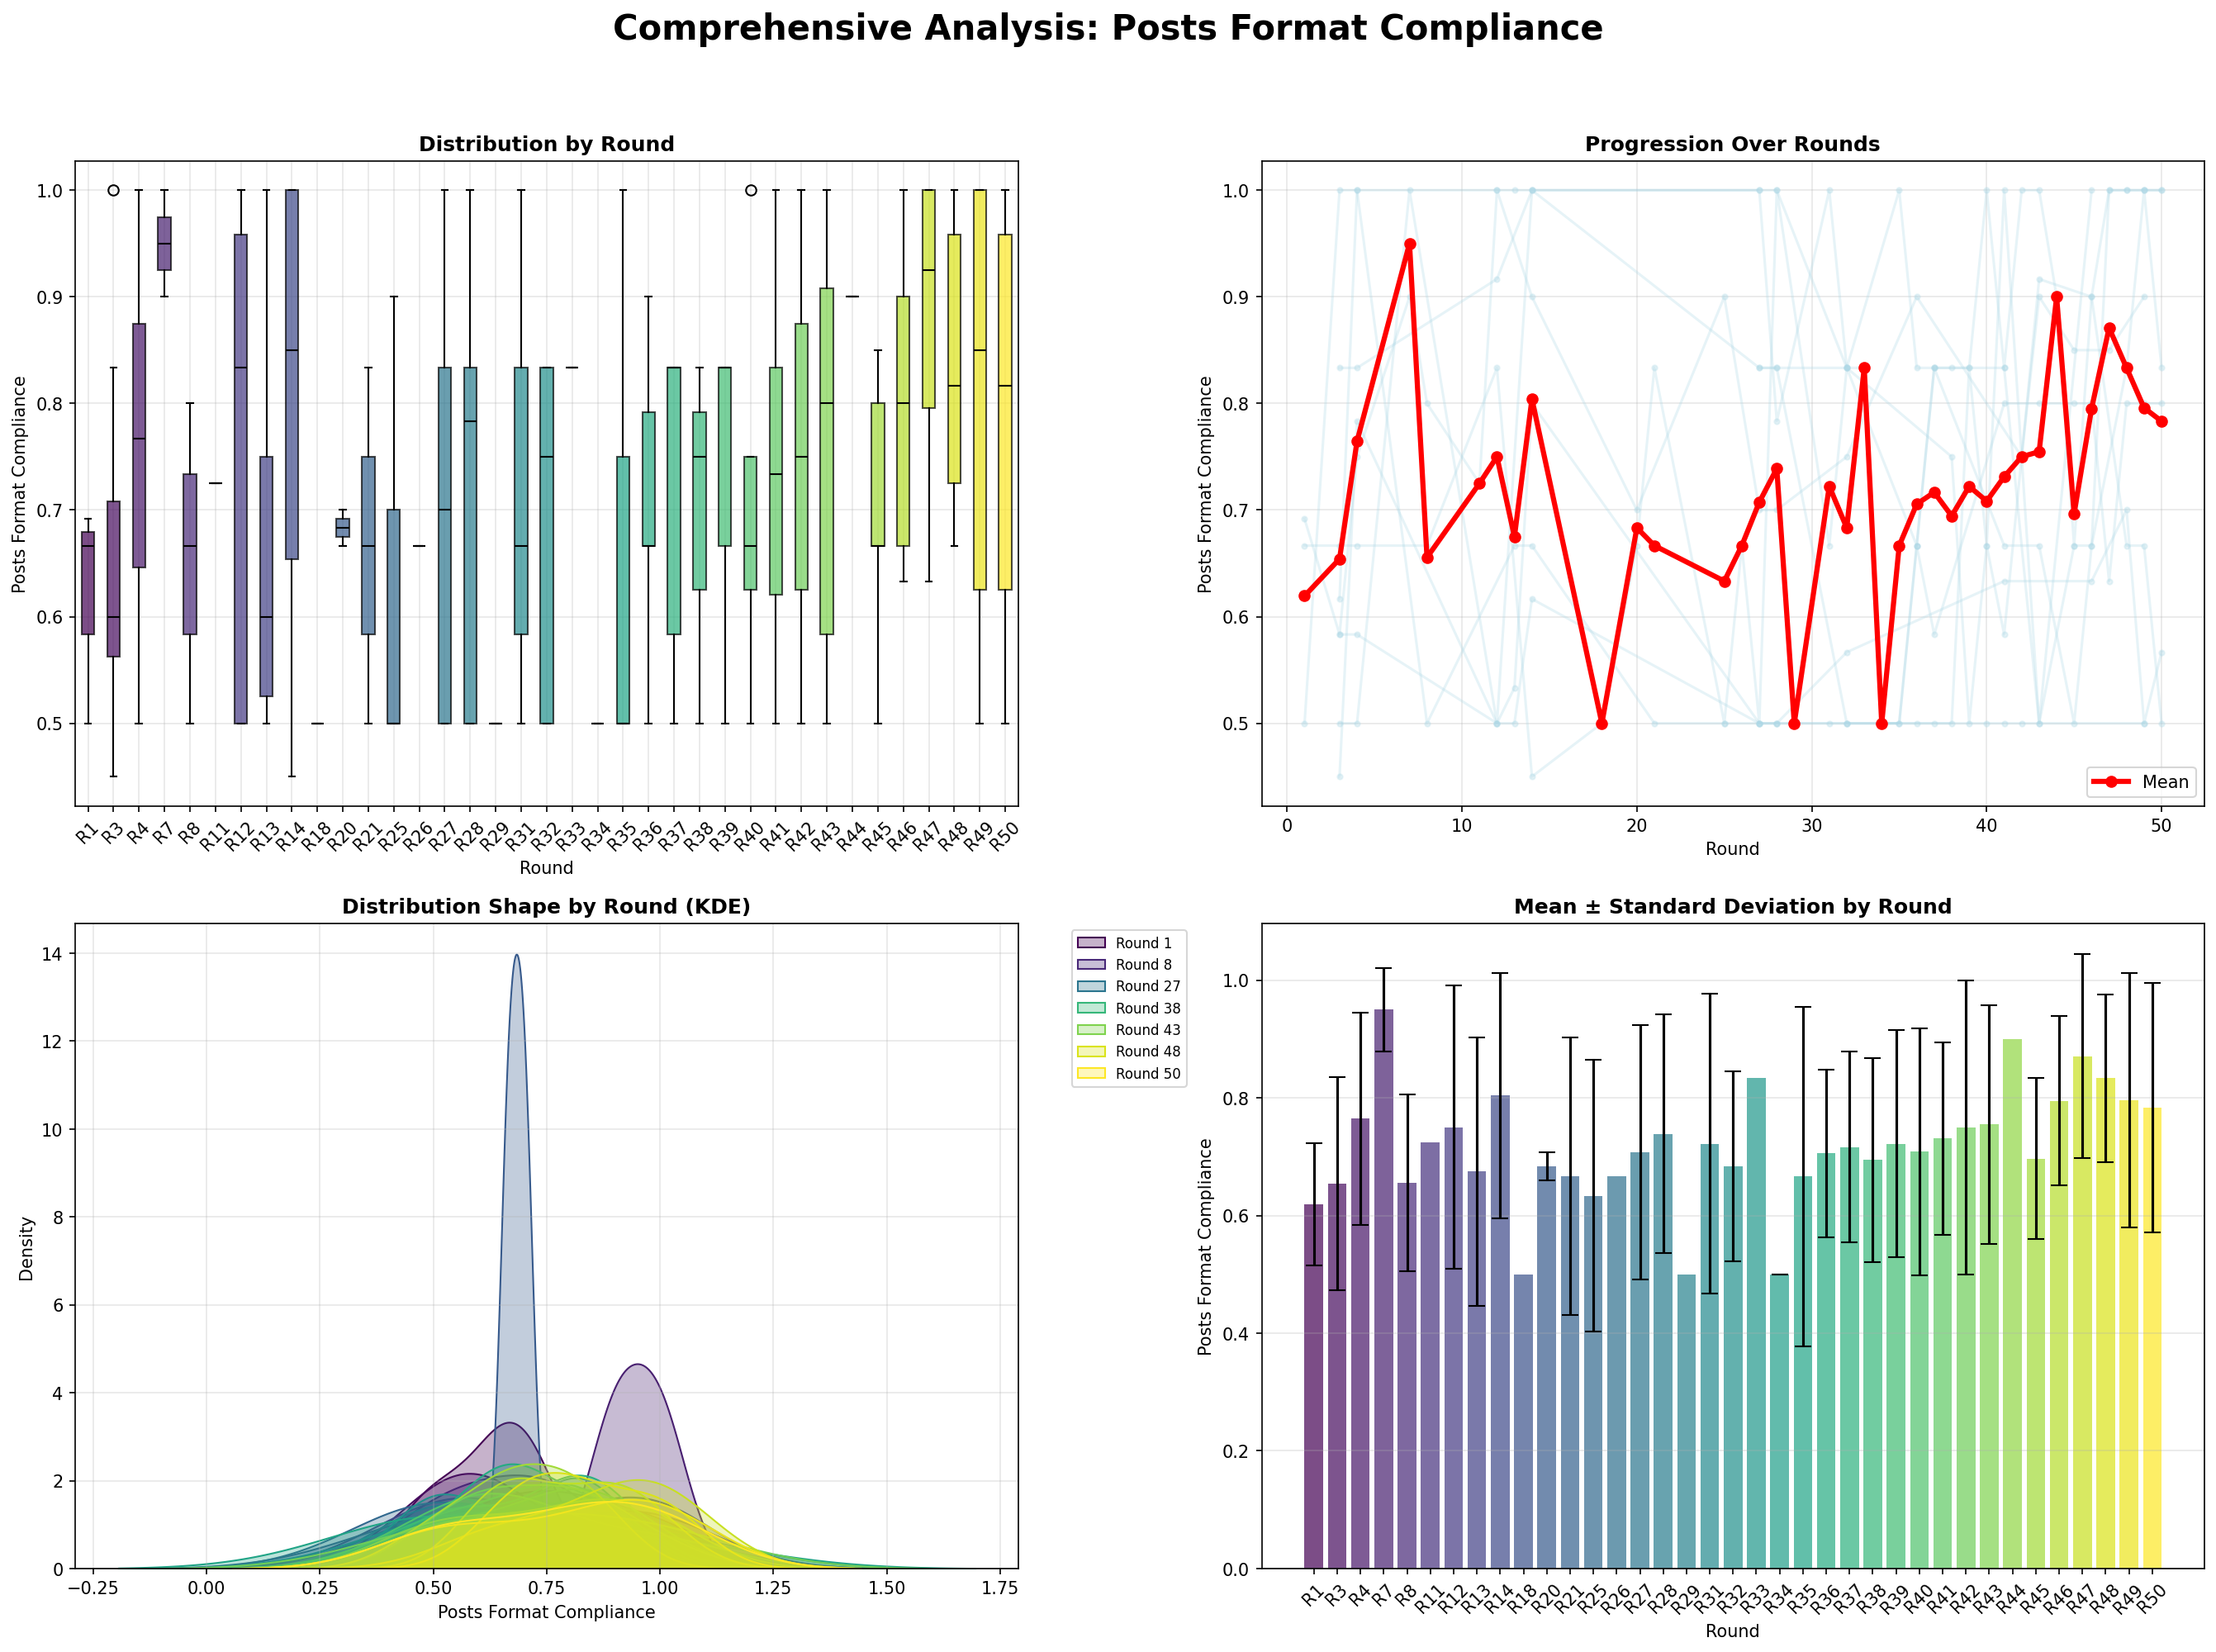 Comprehensive Analysis: Posts Format Compliance
Distribution by Round
Posts Format Compliance
1.0
0.9
0.8
0.7
0.6
0.5
R1 R3 R4 R7 R8 R11 R12 R13 R14 R18 R20 R21 R25 R26 R27 R28 R29 R31 R32 R33 R34 R35 R36 R37 R38 R39 R40 R41 R42 R43 R44 R45 R46 R47 R48 R49 R50
Round
Progression Over Rounds
Posts Format Compliance
1.0
0.9
0.8
0.7
0.6
0.5
Mean
0 10 20 30 40 50
Round
Distribution Shape by Round (KDE)
Density
14
12
10
8
6
4
2
0
−0.25 0.00 0.25 0.50 0.75 1.00 1.25 1.50 1.75
Posts Format Compliance
Round 1
Round 8
Round 27
Round 38
Round 43
Round 48
Round 50
Mean ± Standard Deviation by Round
Posts Format Compliance
1.0
0.8
0.6
0.4
0.2
0.0
R1 R3 R4 R7 R8 R11 R12 R13 R14 R18 R20 R21 R25 R26 R27 R28 R29 R31 R32 R33 R34 R35 R36 R37 R38 R39 R40 R41 R42 R43 R44 R45 R46 R47 R48 R49 R50
Round